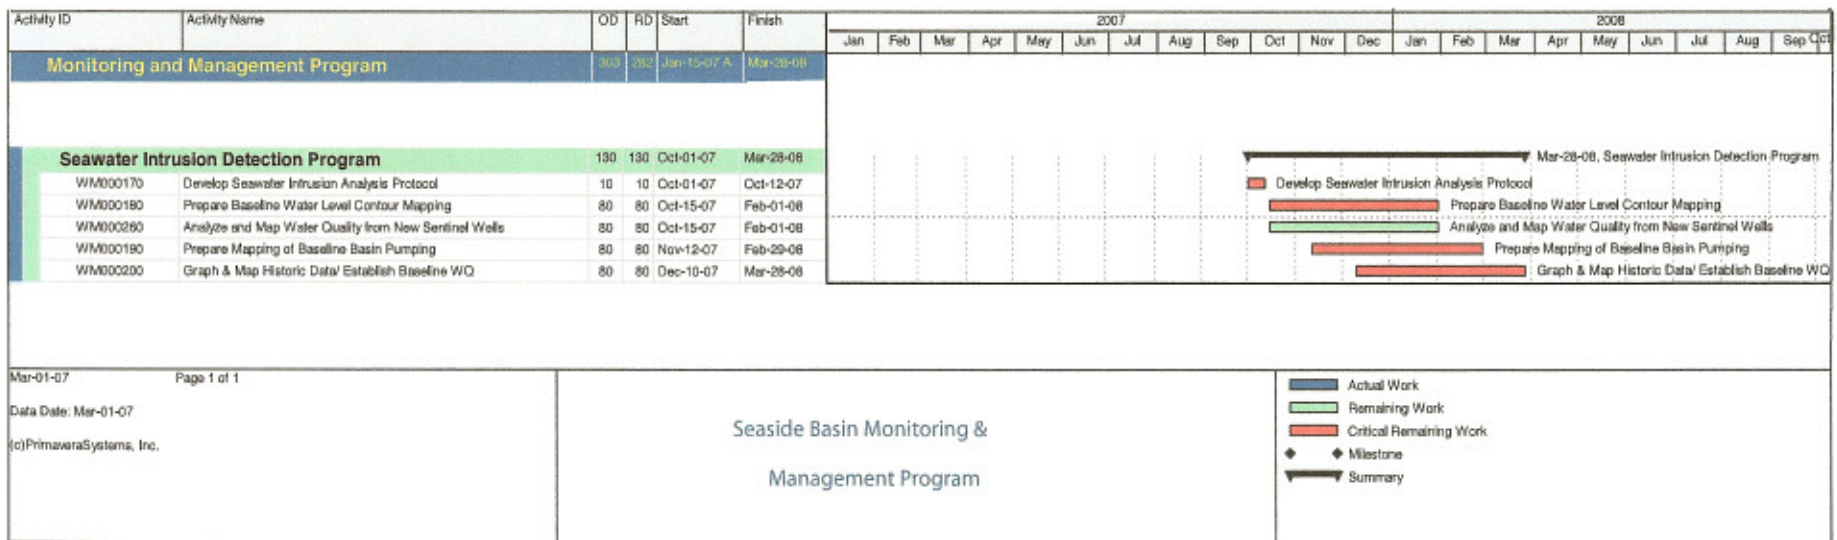 Activity ID Activity Name OD RD Start Finish 2007 2008
Jan Feb Mar Apr May Jun Jul Aug Sep Oct Nov Dec Jan Feb Mar Apr May Jun Jul Aug Sep Oct
Monitoring and Management Program 303 282 Jan-15-07 A Mar-28-08
Seawater Intrusion Detection Program 130 130 Oct-01-07 Mar-28-08 Mar-28-08, Seawater Intrusion Detection Program
WM000170 Develop Seawater Intrusion Analysis Protocol 10 10 Oct-01-07 Oct-12-07 Develop Seawater Intrusion Analysis Protocol
WM000180 Prepare Baseline Water Level Contour Mapping 80 80 Oct-15-07 Feb-01-08 Prepare Baseline Water Level Contour Mapping
WM000260 Analyze and Map Water Quality from New Sentinel Wells 80 80 Oct-15-07 Feb-01-08 Analyze and Map Water Quality from New Sentinel Wells
WM000190 Prepare Mapping of Baseline Basin Pumping 80 80 Nov-12-07 Feb-29-08 Prepare Mapping of Baseline Basin Pumping
WM000200 Graph & Map Historic Data/ Establish Baseline WQ 80 80 Dec-10-07 Mar-28-08 Graph & Map Historic Data/ Establish Baseline WQ
Mar-01-07 Page 1 of 1
Data Date: Mar-01-07
(c)PrimaveraSystems, Inc.
Seaside Basin Monitoring &
Management Program
Actual Work
Remaining Work
Critical Remaining Work
Milestone
Summary